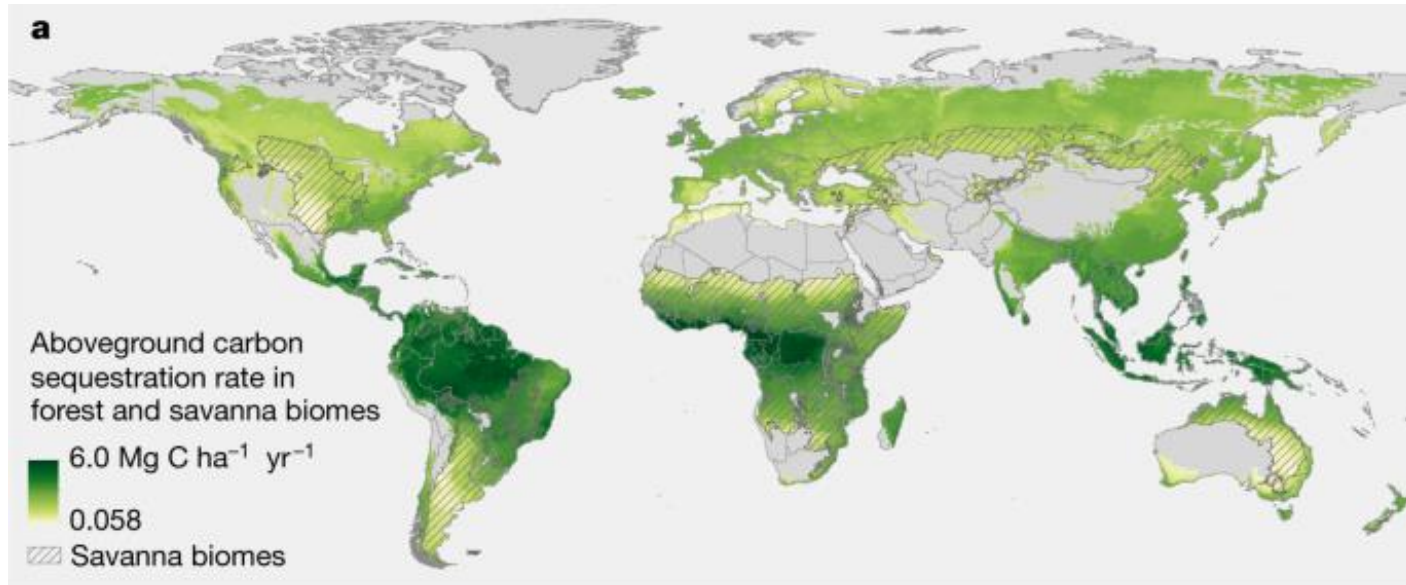 a
Aboveground carbon
sequestration rate in
forest and savanna biomes
6.0 Mg C ha⁻¹ yr⁻¹
0.058
Savanna biomes